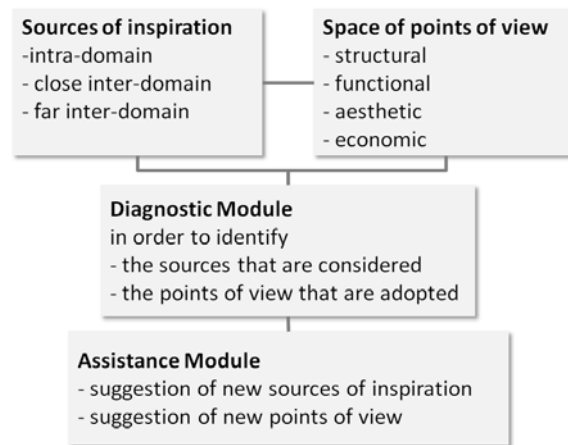 Sources of inspiration
-intra-domain
- close inter-domain
- far inter-domain
Space of points of view
- structural
- functional
- aesthetic
- economic
Diagnostic Module
in order to identify
- the sources that are considered
- the points of view that are adopted
Assistance Module
- suggestion of new sources of inspiration
- suggestion of new points of view